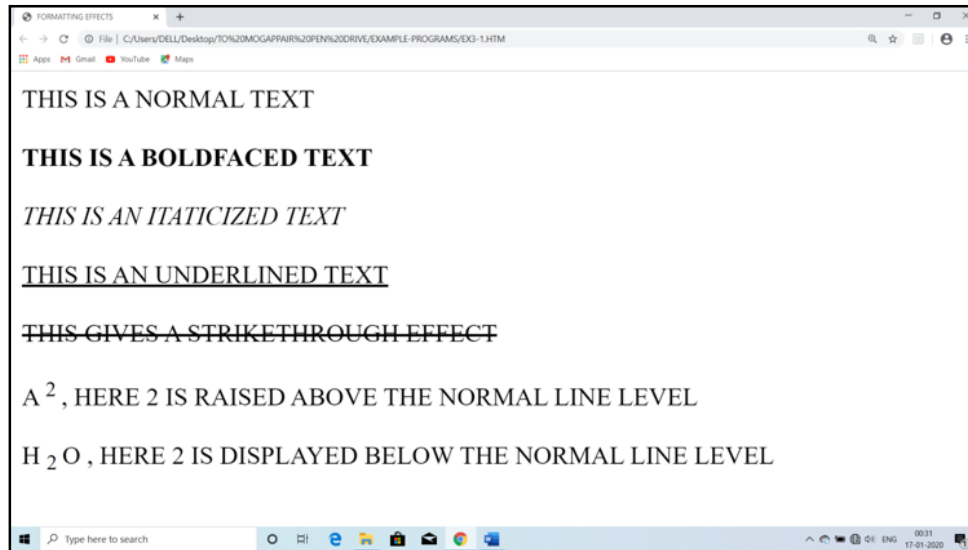 FORMATTING EFFECTS
File | C:/Users/DELL/Desktop/TO%20MOGAPPAIR%20PEN%20DRIVE/EXAMPLE-PROGRAMS/EX3-1.HTM
Apps Gmail YouTube Maps
THIS IS A NORMAL TEXT
THIS IS A BOLDFACED TEXT
THIS IS AN ITATICIZED TEXT
THIS IS AN UNDERLINED TEXT
THIS GIVES A STRIKETHROUGH EFFECT
A 2 , HERE 2 IS RAISED ABOVE THE NORMAL LINE LEVEL
H 2 O , HERE 2 IS DISPLAYED BELOW THE NORMAL LINE LEVEL
Type here to search
ENG
00:31
17-01-2020